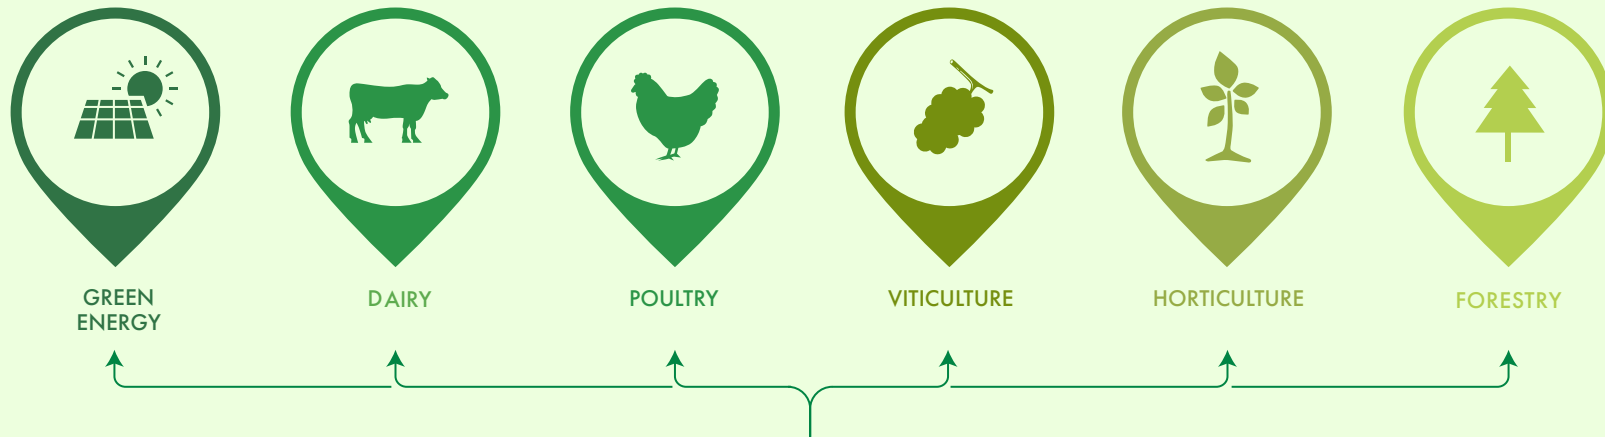 GREEN
ENERGY
DAIRY
POULTRY
VITICULTURE
HORTICULTURE
FORESTRY